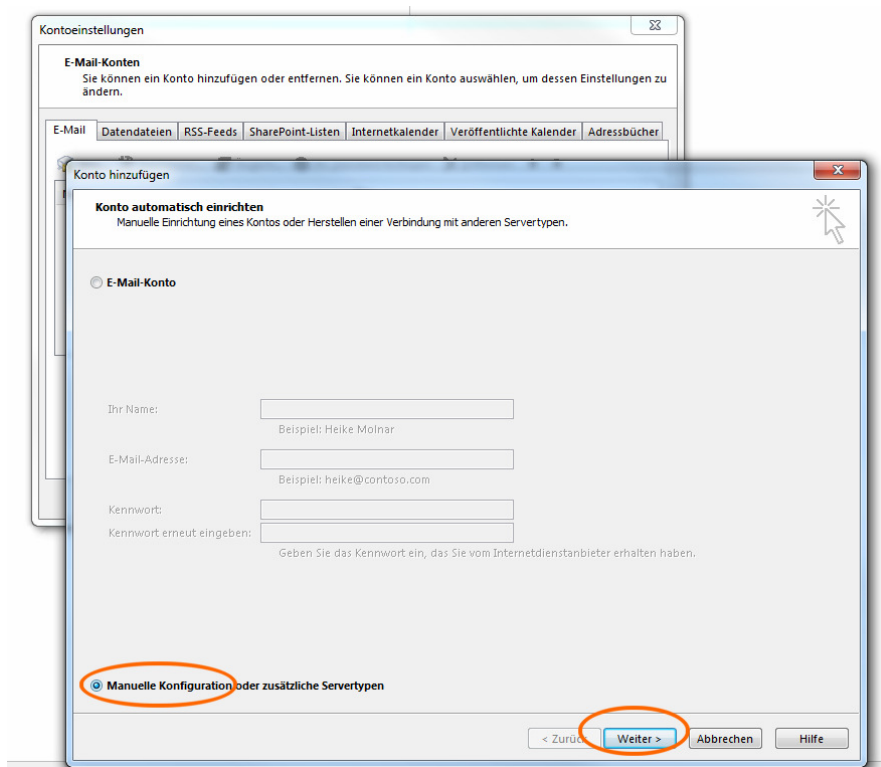 Kontoeinstellungen
E-Mail-Konten
Sie können ein Konto hinzufügen oder entfernen. Sie können ein Konto auswählen, um dessen Einstellungen zu
ändern.
E-Mail Datendateien RSS-Feeds SharePoint-Listen Internetkalender Veröffentlichte Kalender Adressbücher
Konto hinzufügen
Konto automatisch einrichten
Manuelle Einrichtung eines Kontos oder Herstellen einer Verbindung mit anderen Servertypen.
E-Mail-Konto
Ihr Name:
Beispiel: Heike Molnar
E-Mail-Adresse:
Beispiel: heike@contoso.com
Kennwort:
Kennwort erneut eingeben:
Geben Sie das Kennwort ein, das Sie vom Internetdienstanbieter erhalten haben.
Manuelle Konfiguration oder zusätzliche Servertypen
< Zurück Weiter > Abbrechen Hilfe